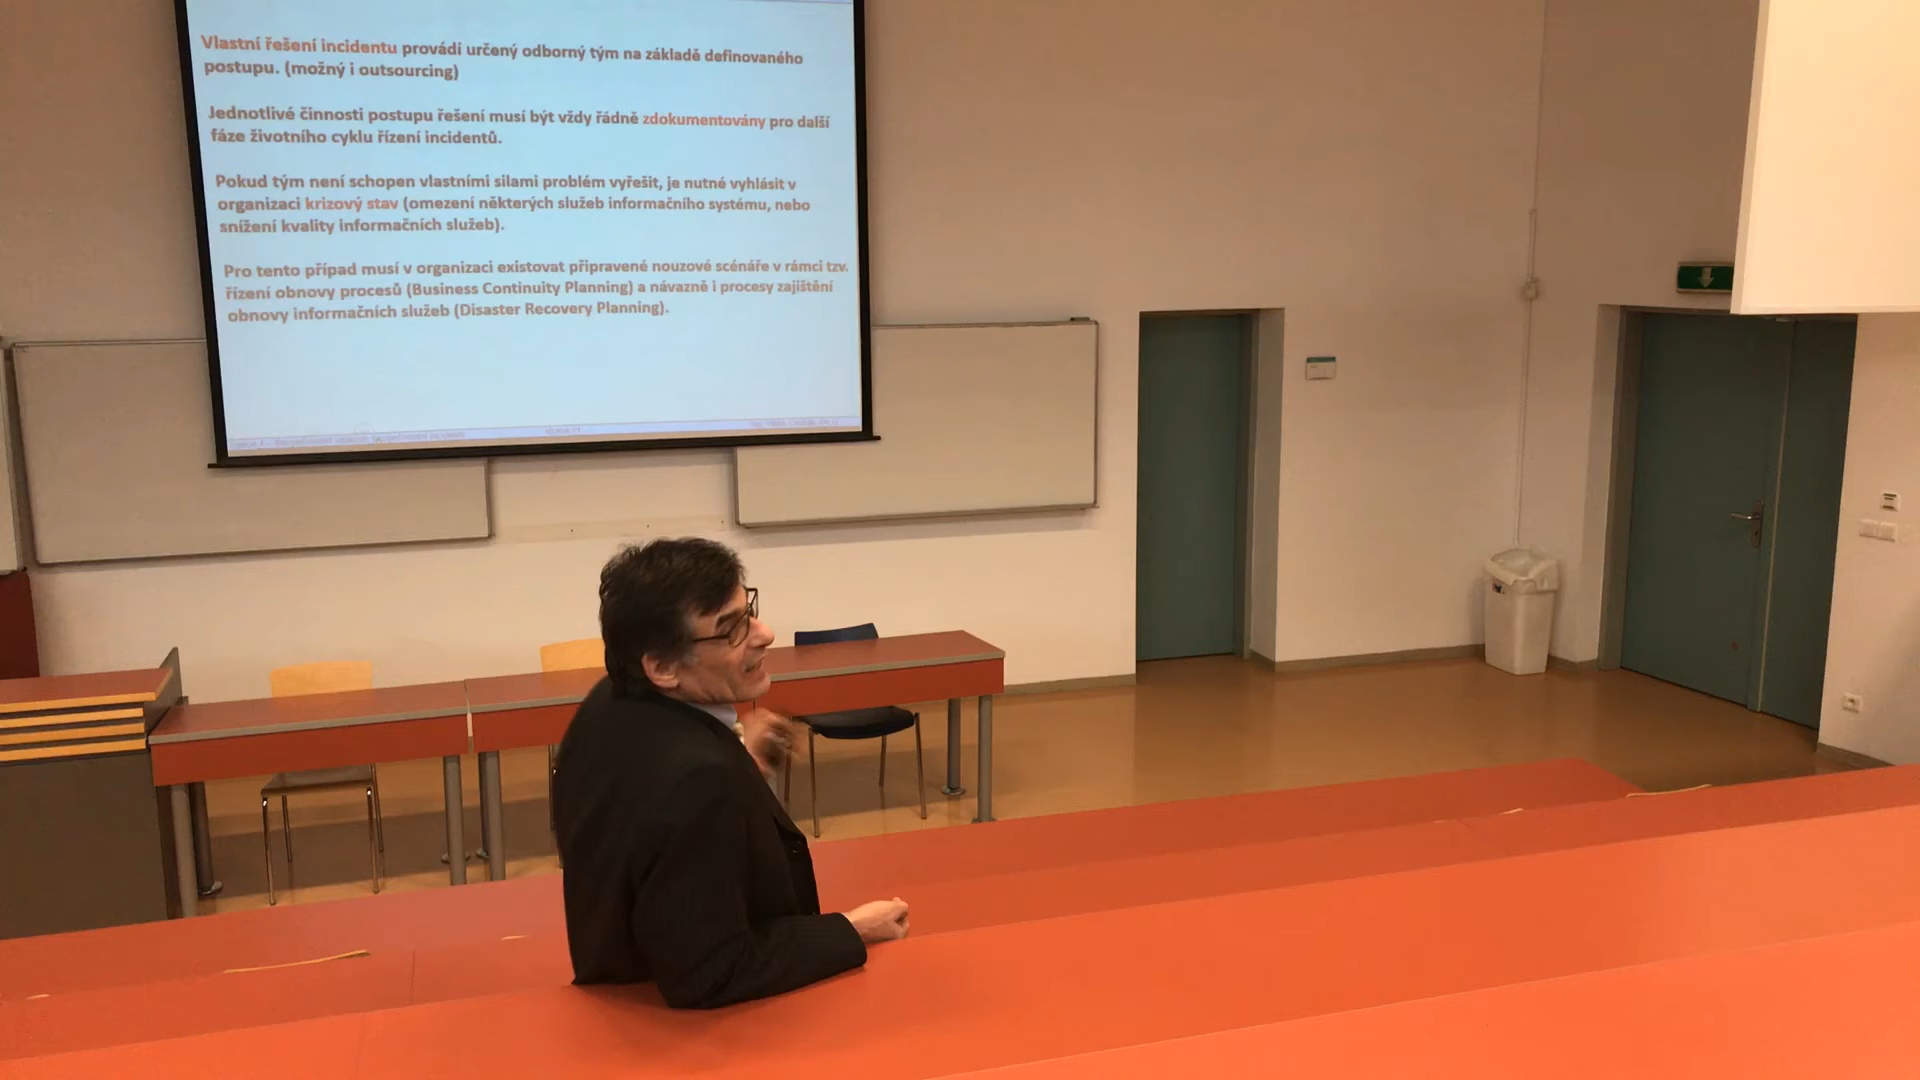 Vlastní řešení incidentu provádí určený odborný tým na základě definovaného
postupu. (možný i outsourcing)
Jednotlivé činnosti postupu řešení musí být vždy řádně zdokumentovány pro další
fáze životního cyklu řízení incidentů.
Pokud tým není schopen vlastními silami problém vyřešit, je nutné vyhlásit v
organizaci krizový stav (omezení některých služeb informačního systému, nebo
snížení kvality informačních služeb).
Pro tento případ musí v organizaci existovat připravené nouzové scénáře v rámci tzv.
řízení obnovy procesů (Business Continuity Planning) a návazně i procesy zajištění
obnovy informačních služeb (Disaster Recovery Planning).